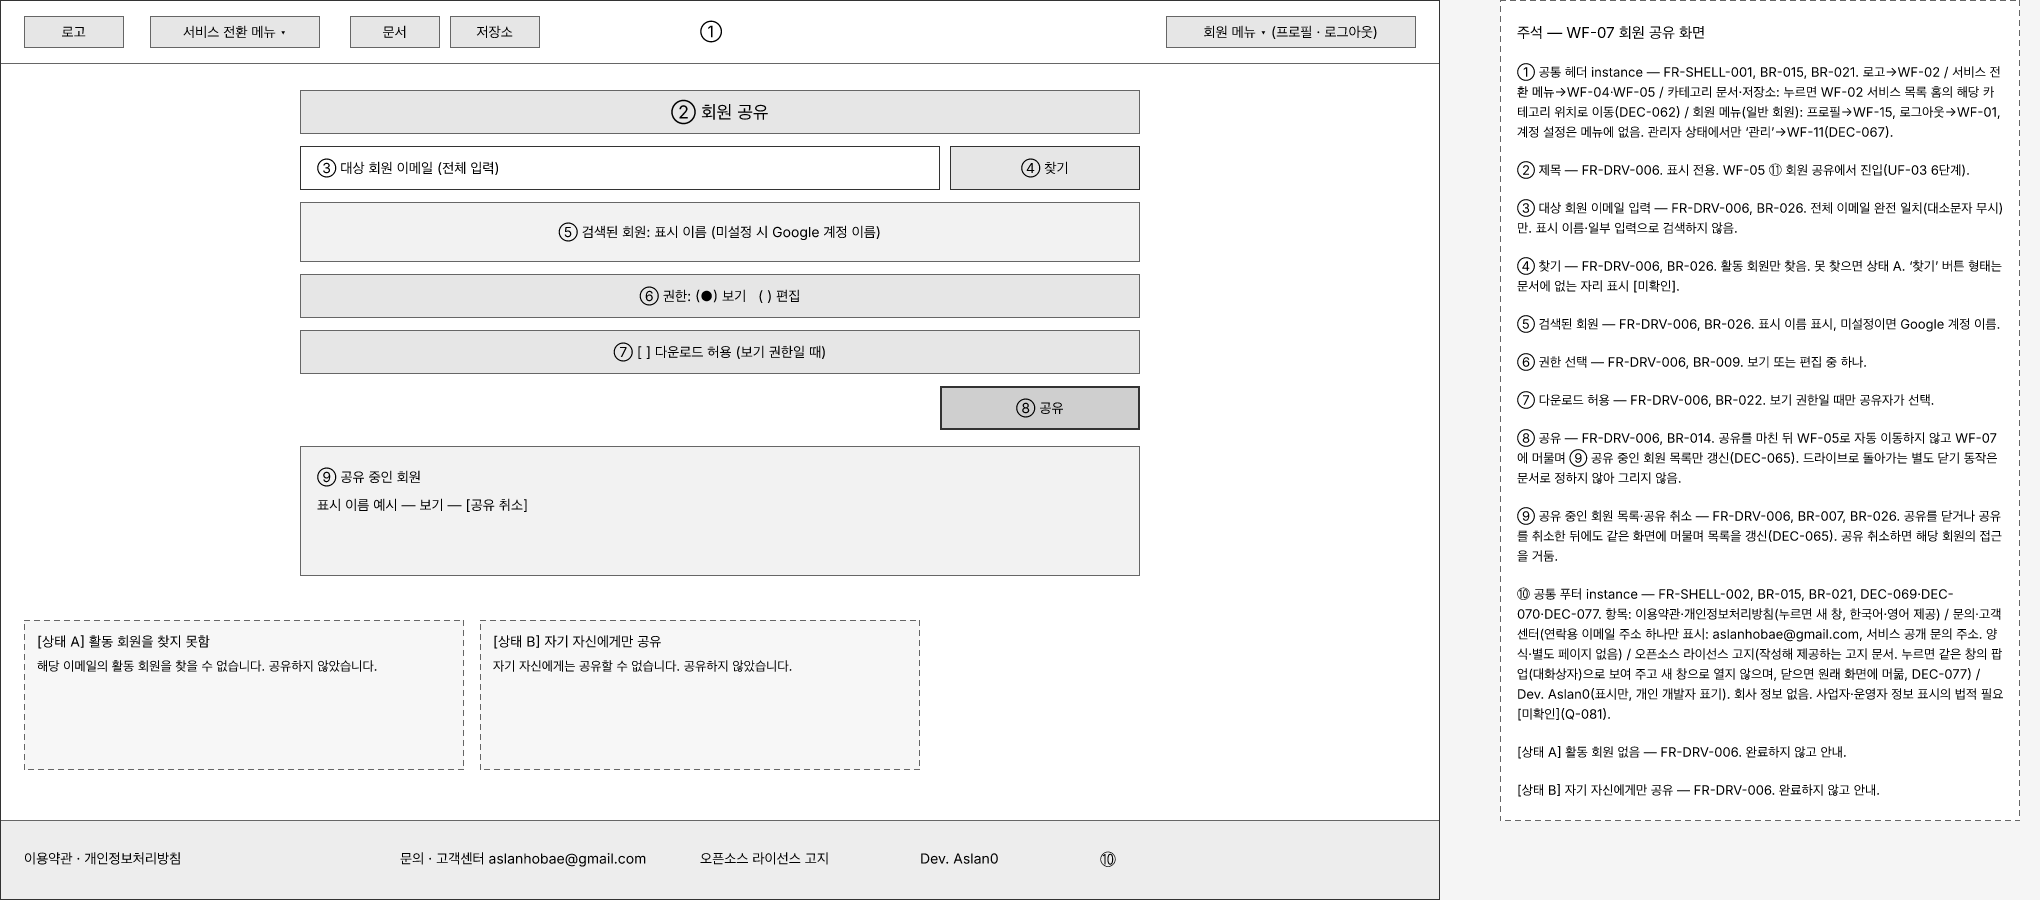 로고
서비스 전환 메뉴 ▾
문서
저장소
①
회원 메뉴 ▾ (프로필 · 로그아웃)
② 회원 공유
③ 대상 회원 이메일 (전체 입력)
④ 찾기
⑤ 검색된 회원: 표시 이름 (미설정 시 Google 계정 이름)
⑥ 권한: (●) 보기 ( ) 편집
⑦ [ ] 다운로드 허용 (보기 권한일 때)
⑧ 공유
⑨ 공유 중인 회원
표시 이름 예시 — 보기 — [공유 취소]
[상태 A] 활동 회원을 찾지 못함
해당 이메일의 활동 회원을 찾을 수 없습니다. 공유하지 않았습니다.
[상태 B] 자기 자신에게만 공유
자기 자신에게는 공유할 수 없습니다. 공유하지 않았습니다.
이용약관 · 개인정보처리방침
문의 · 고객센터 aslanhobae@gmail.com
오픈소스 라이선스 고지
Dev. Aslan0
⑩
주석 — WF-07 회원 공유 화면
① 공통 헤더 instance — FR-SHELL-001, BR-015, BR-021. 로고→WF-02 / 서비스 전
환 메뉴→WF-04·WF-05 / 카테고리 문서·저장소: 누르면 WF-02 서비스 목록 홈의 해당 카
테고리 위치로 이동(DEC-062) / 회원 메뉴(일반 회원): 프로필→WF-15, 로그아웃→WF-01,
계정 설정은 메뉴에 없음. 관리자 상태에서만 ‘관리’→WF-11(DEC-067).
② 제목 — FR-DRV-006. 표시 전용. WF-05 ⑪ 회원 공유에서 진입(UF-03 6단계).
③ 대상 회원 이메일 입력 — FR-DRV-006, BR-026. 전체 이메일 완전 일치(대소문자 무시)
만. 표시 이름·일부 입력으로 검색하지 않음.
④ 찾기 — FR-DRV-006, BR-026. 활동 회원만 찾음. 못 찾으면 상태 A. ‘찾기’ 버튼 형태는
문서에 없는 자리 표시 [미확인].
⑤ 검색된 회원 — FR-DRV-006, BR-026. 표시 이름 표시, 미설정이면 Google 계정 이름.
⑥ 권한 선택 — FR-DRV-006, BR-009. 보기 또는 편집 중 하나.
⑦ 다운로드 허용 — FR-DRV-006, BR-022. 보기 권한일 때만 공유자가 선택.
⑧ 공유 — FR-DRV-006, BR-014. 공유를 마친 뒤 WF-05로 자동 이동하지 않고 WF-07
에 머물며 ⑨ 공유 중인 회원 목록만 갱신(DEC-065). 드라이브로 돌아가는 별도 닫기 동작은
문서로 정하지 않아 그리지 않음.
⑨ 공유 중인 회원 목록·공유 취소 — FR-DRV-006, BR-007, BR-026. 공유를 닫거나 공유
를 취소한 뒤에도 같은 화면에 머물며 목록을 갱신(DEC-065). 공유 취소하면 해당 회원의 접근
을 거둠.
⑩ 공통 푸터 instance — FR-SHELL-002, BR-015, BR-021, DEC-069·DEC-
070·DEC-077. 항목: 이용약관·개인정보처리방침(누르면 새 창, 한국어·영어 제공) / 문의·고객
센터(연락용 이메일 주소 하나만 표시: aslanhobae@gmail.com, 서비스 공개 문의 주소. 양
식·별도 페이지 없음) / 오픈소스 라이선스 고지(작성해 제공하는 고지 문서. 누르면 같은 창의 팝
업(대화상자)으로 보여 주고 새 창으로 열지 않으며, 닫으면 원래 화면에 머묾, DEC-077) /
Dev. Aslan0(표시만, 개인 개발자 표기). 회사 정보 없음. 사업자·운영자 정보 표시의 법적 필요
[미확인](Q-081).
[상태 A] 활동 회원 없음 — FR-DRV-006. 완료하지 않고 안내.
[상태 B] 자기 자신에게만 공유 — FR-DRV-006. 완료하지 않고 안내.